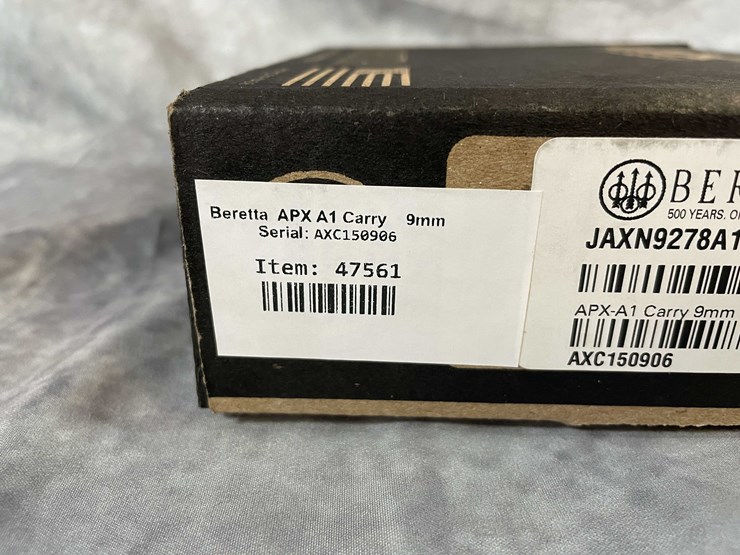 Beretta APX A1 Carry 9mm
Serial: AXC150906
Item: 47561
BER
500 YEARS.
JAXN9278A1
APX-A1 Carry 9mm
AXC150906